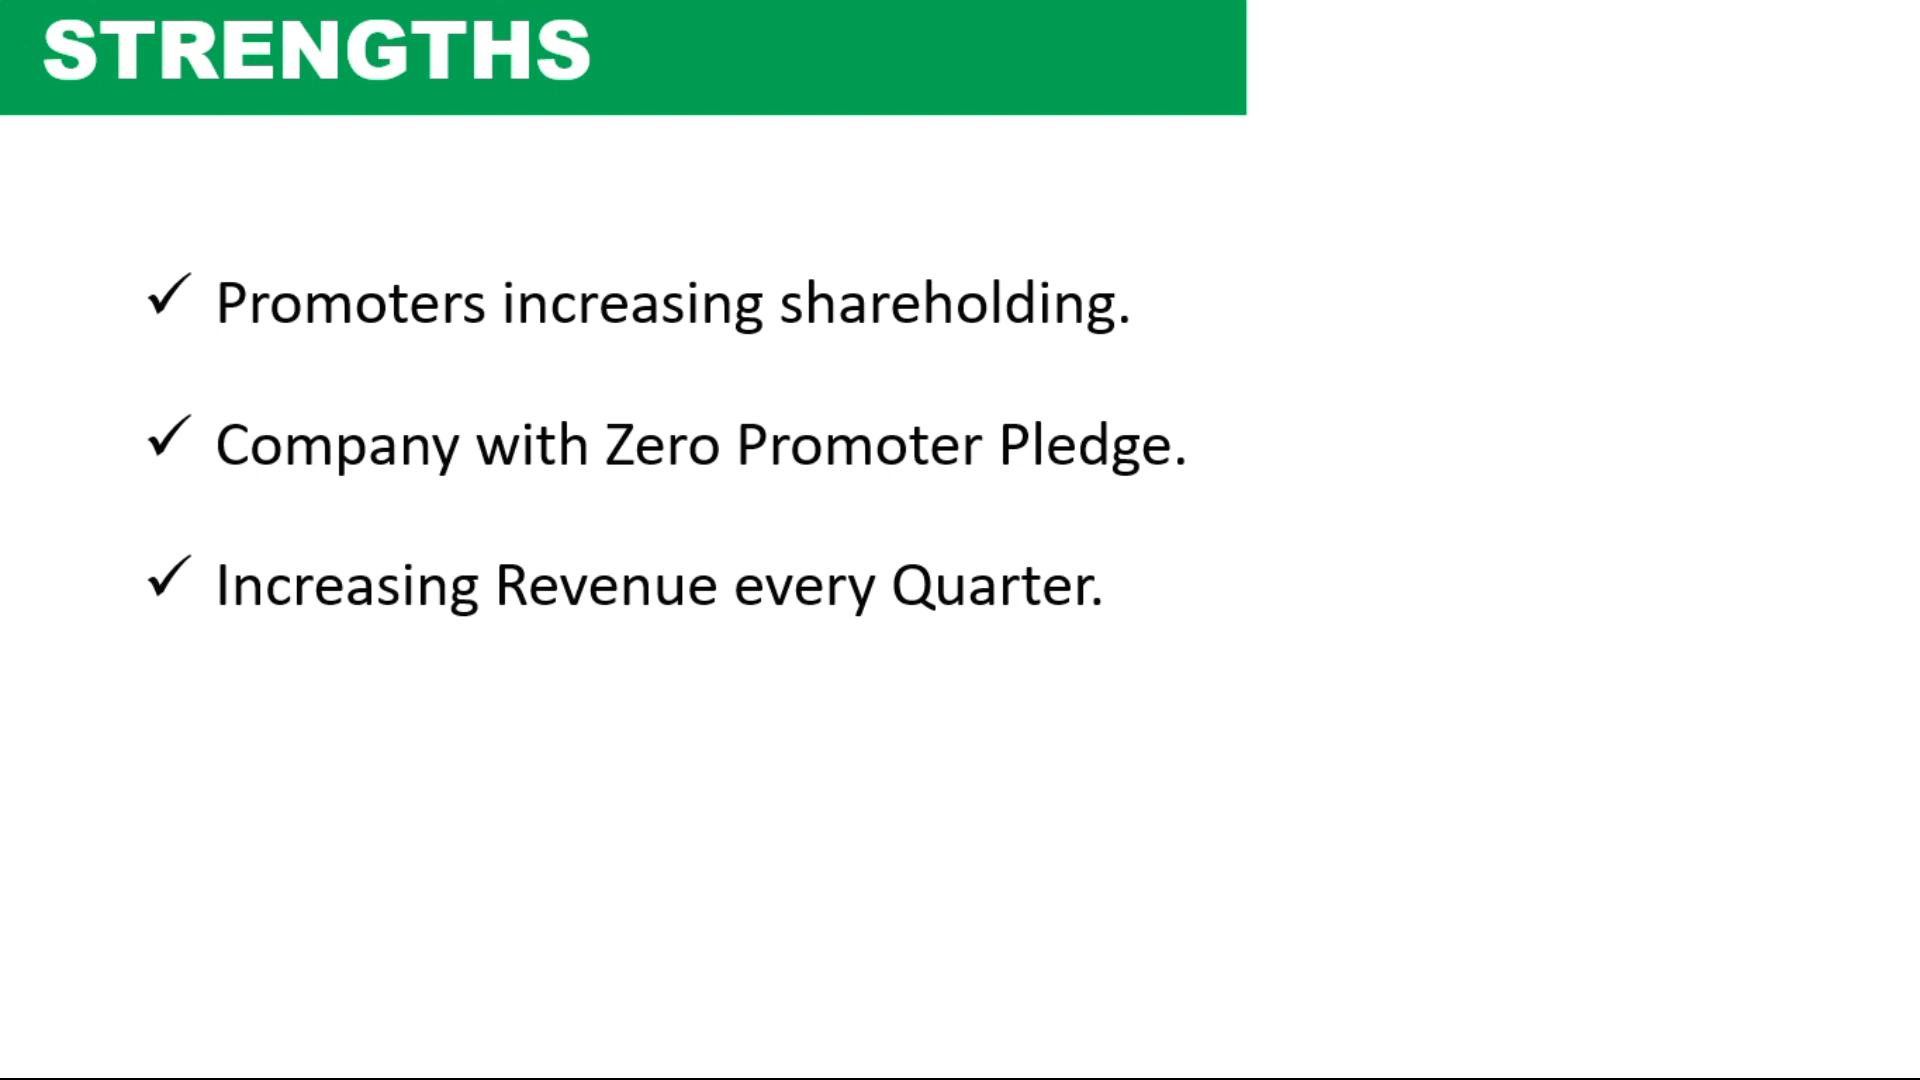 STRENGTHS
✓ Promoters increasing shareholding.
✓ Company with Zero Promoter Pledge.
✓ Increasing Revenue every Quarter.